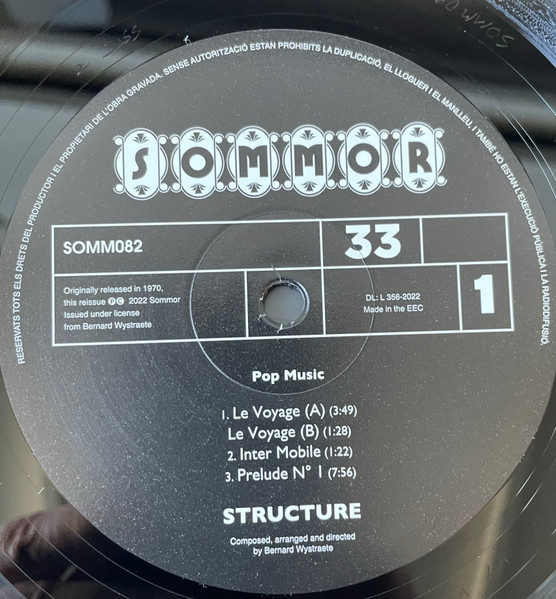 RESERVATS TOTS ELS DRETS DEL PRODUCTOR I EL PROPIETARI DE L'OBRA GRAVADA. SENSE AUTORITZACIÓ ESTAN PROHIBITS LA DUPLICACIÓ, EL LLOGUER I EL MANLLEU, I TAMBÉ HO ESTAN L'EXECUCIÓ PÚBLICA I LA RADIODIFUSIÓ.
SOMMOR
SOMM082
33
Originally released in 1970,
this reissue ℗ © 2022 Sommor
Issued under license
from Bernard Wystraete
DL: L 356-2022
Made in the EEC
1
Pop Music
1. Le Voyage (A) (3:49)
Le Voyage (B) (1:28)
2. Inter Mobile (1:22)
3. Prelude N° 1 (7:56)
STRUCTURE
Composed, arranged and directed
by Bernard Wystraete